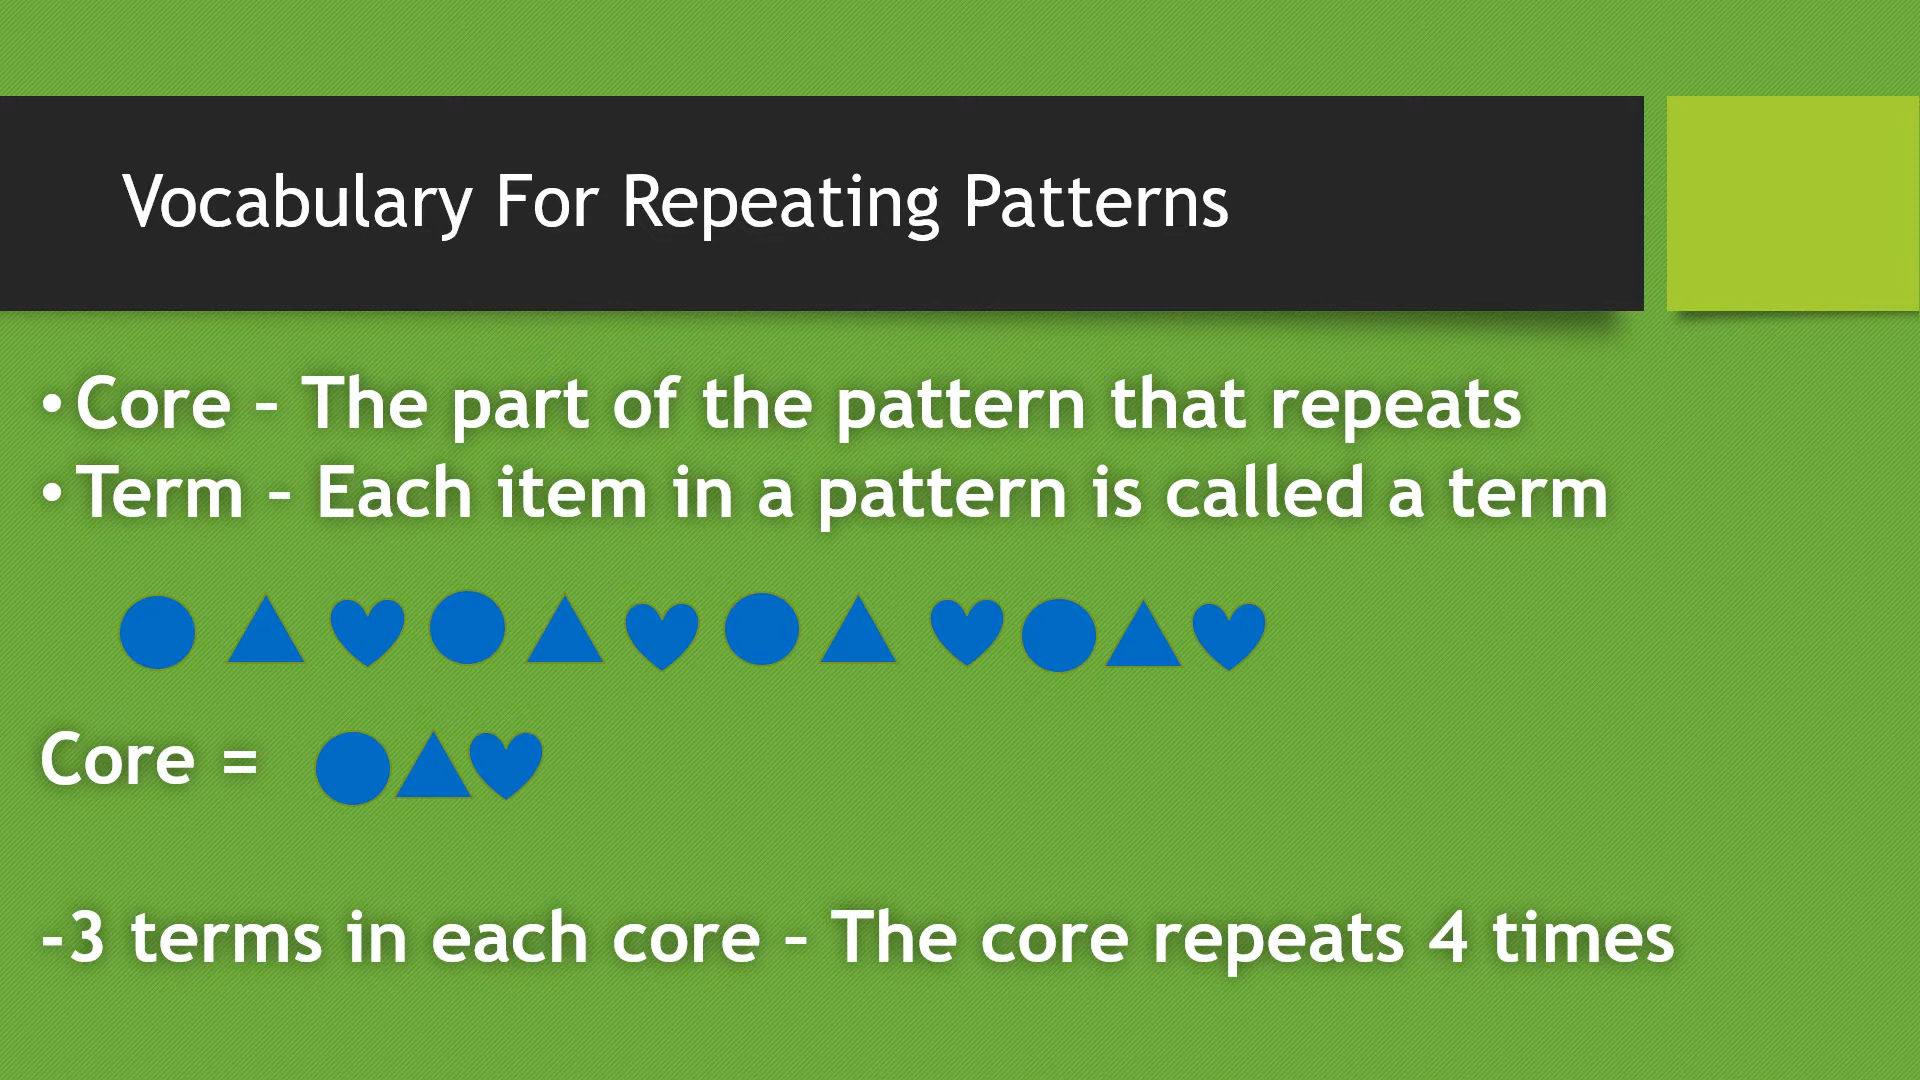 Vocabulary For Repeating Patterns
• Core – The part of the pattern that repeats
• Term – Each item in a pattern is called a term
Core =
-3 terms in each core – The core repeats 4 times